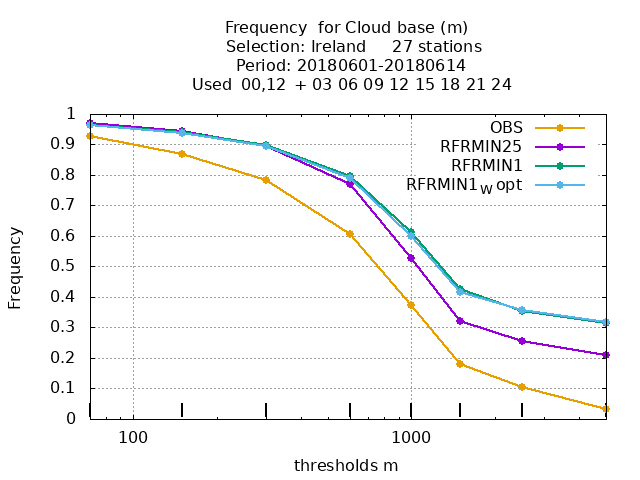 Frequency  for Cloud base (m)
Selection: Ireland     27 stations
Period: 20180601-20180614
Used  00,12  + 03 06 09 12 15 18 21 24
OBS
RFRMIN25
RFRMIN1
RFRMIN1W opt
1
0.9
0.8
0.7
0.6
0.5
0.4
0.3
0.2
0.1
0
Frequency
100
1000
thresholds m